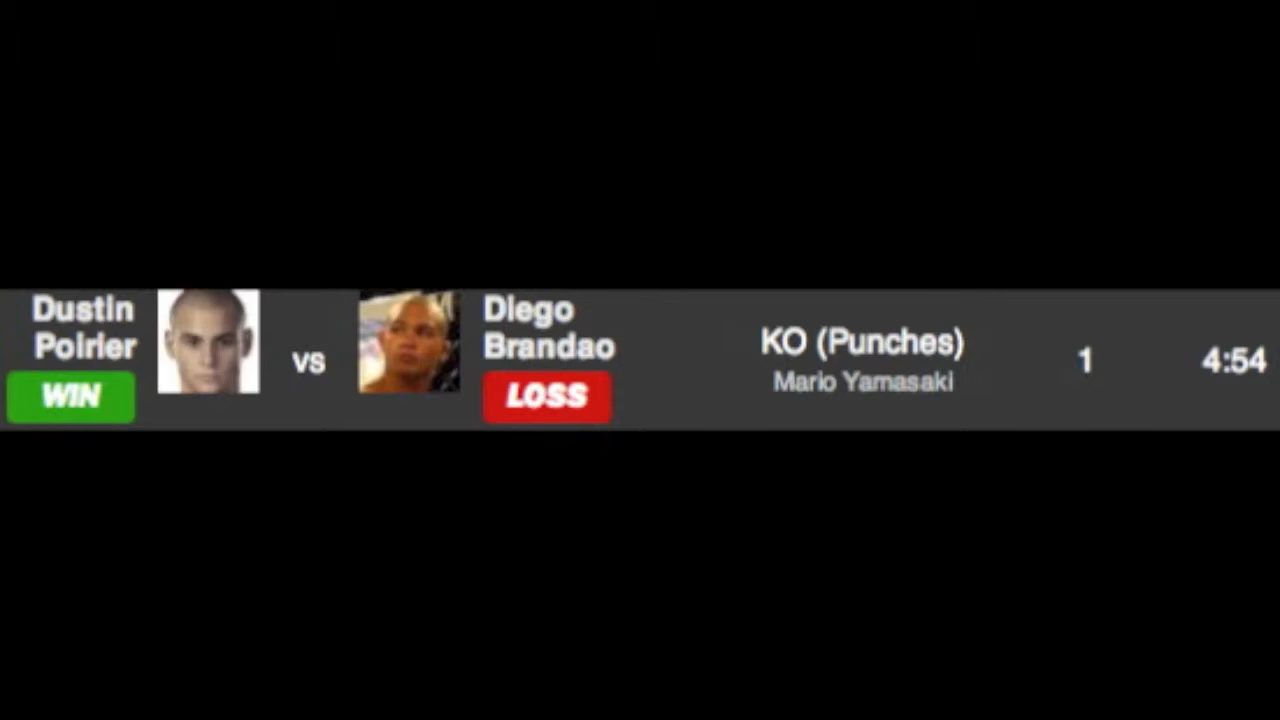 Dustin
Poirier
WIN
vs
Diego
Brandao
LOSS
KO (Punches)
Mario Yamasaki
1
4:54